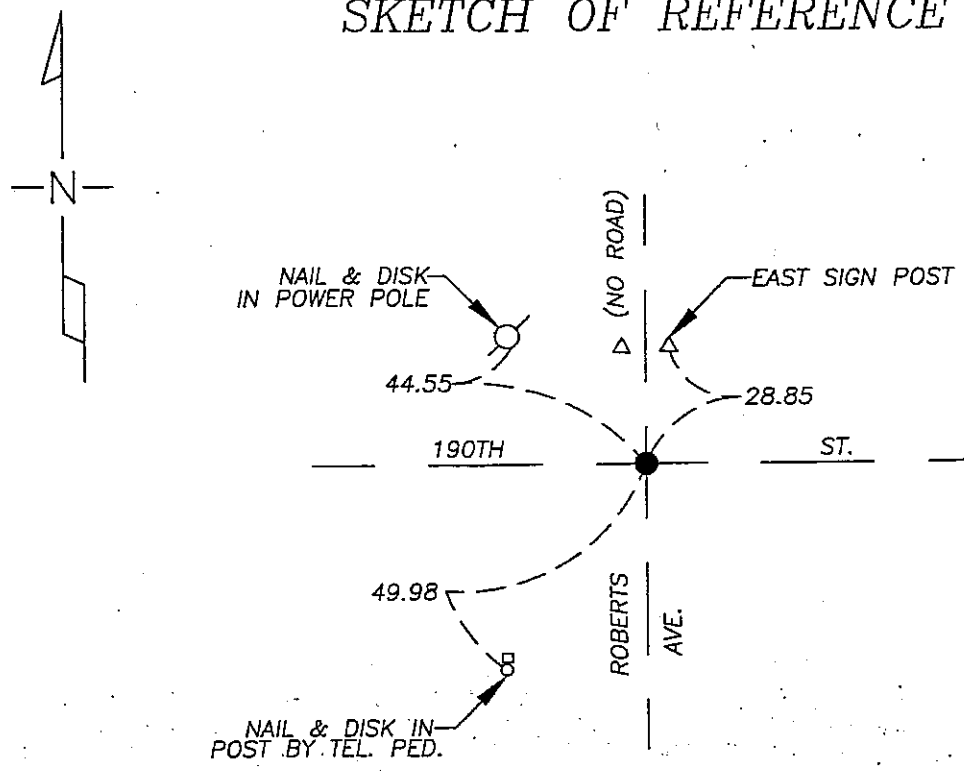 SKETCH OF REFERENCE
N
(NO ROAD)
NAIL & DISK
IN POWER POLE
EAST SIGN POST
44.55
28.85
190TH
ST.
49.98
ROBERTS
AVE.
NAIL & DISK IN
POST BY TEL. PED.